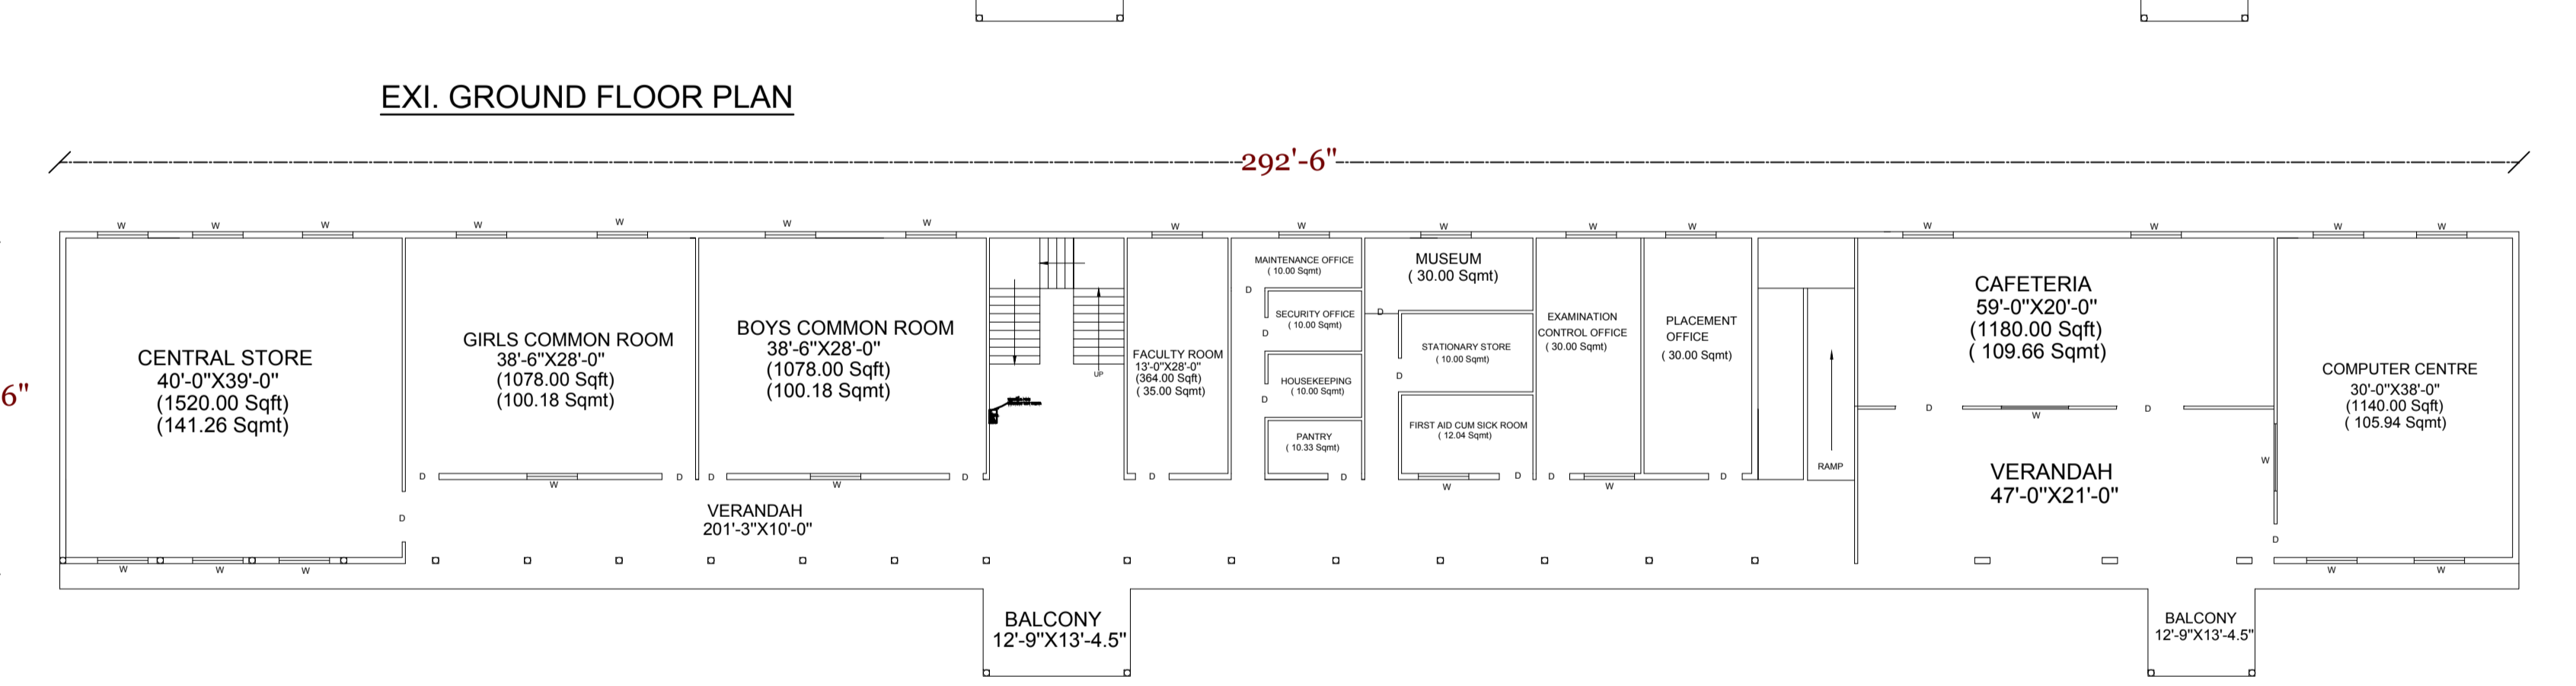 EXI. GROUND FLOOR PLAN
292'-6"
6"
W W W W W W W W W W W W W W W W
CENTRAL STORE
40'-0"X39'-0"
(1520.00 Sqft)
(141.26 Sqmt)
GIRLS COMMON ROOM
38'-6"X28'-0"
(1078.00 Sqft)
(100.18 Sqmt)
BOYS COMMON ROOM
38'-6"X28'-0"
(1078.00 Sqft)
(100.18 Sqmt)
UP
FACULTY ROOM
13'-0"X28'-0"
(364.00 Sqft)
( 35.00 Sqmt)
MAINTENANCE OFFICE
( 10.00 Sqmt)
D
SECURITY OFFICE
( 10.00 Sqmt)
D
HOUSEKEEPING
( 10.00 Sqmt)
D
PANTRY
( 10.33 Sqmt)
MUSEUM
( 30.00 Sqmt)
D
STATIONARY STORE
( 10.00 Sqmt)
D
FIRST AID CUM SICK ROOM
( 12.04 Sqmt)
EXAMINATION
CONTROL OFFICE
( 30.00 Sqmt)
PLACEMENT
OFFICE
( 30.00 Sqmt)
RAMP
CAFETERIA
59'-0"X20'-0"
(1180.00 Sqft)
( 109.66 Sqmt)
D W D
VERANDAH
47'-0"X21'-0"
W
D
COMPUTER CENTRE
30'-0"X38'-0"
(1140.00 Sqft)
( 105.94 Sqmt)
D W D D W D D D W D D W D
D
VERANDAH
201'-3"X10'-0"
W W W W W
BALCONY
12'-9"X13'-4.5"
BALCONY
12'-9"X13'-4.5"